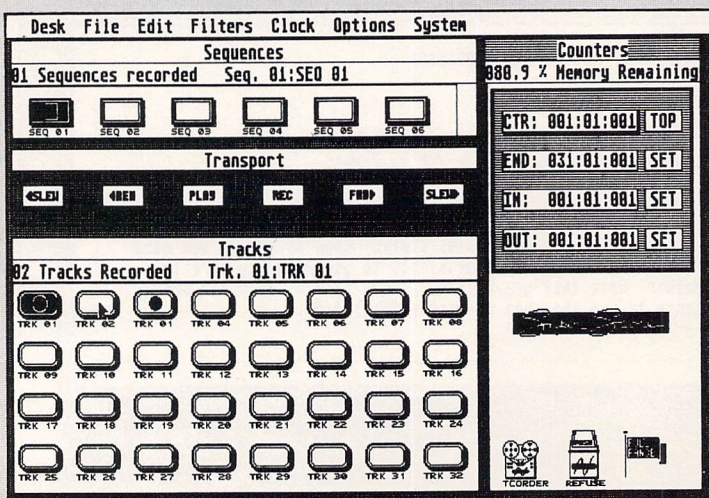 Desk File Edit Filters Clock Options System
Sequences
01 Sequences recorded Seq. 01:SEQ 01
SEQ 01 SEQ 02 SEQ 03 SEQ 04 SEQ 05 SEQ 06
Transport
SLEW REW PLAY REC FWD SLEW
Tracks
02 Tracks Recorded Trk. 01:TRK 01
TRK 01 TRK 02 TRK 01 TRK 04 TRK 05 TRK 06 TRK 07 TRK 08
TRK 09 TRK 10 TRK 11 TRK 12 TRK 13 TRK 14 TRK 15 TRK 16
TRK 17 TRK 18 TRK 19 TRK 20 TRK 21 TRK 22 TRK 23 TRK 24
TRK 25 TRK 26 TRK 27 TRK 28 TRK 29 TRK 30 TRK 31 TRK 32
Counters
080,9 % Memory Remaining
CTR: 001:01:001 TOP
END: 031:01:001 SET
IN: 001:01:001 SET
OUT: 001:01:001 SET
TCORDER REFUSE